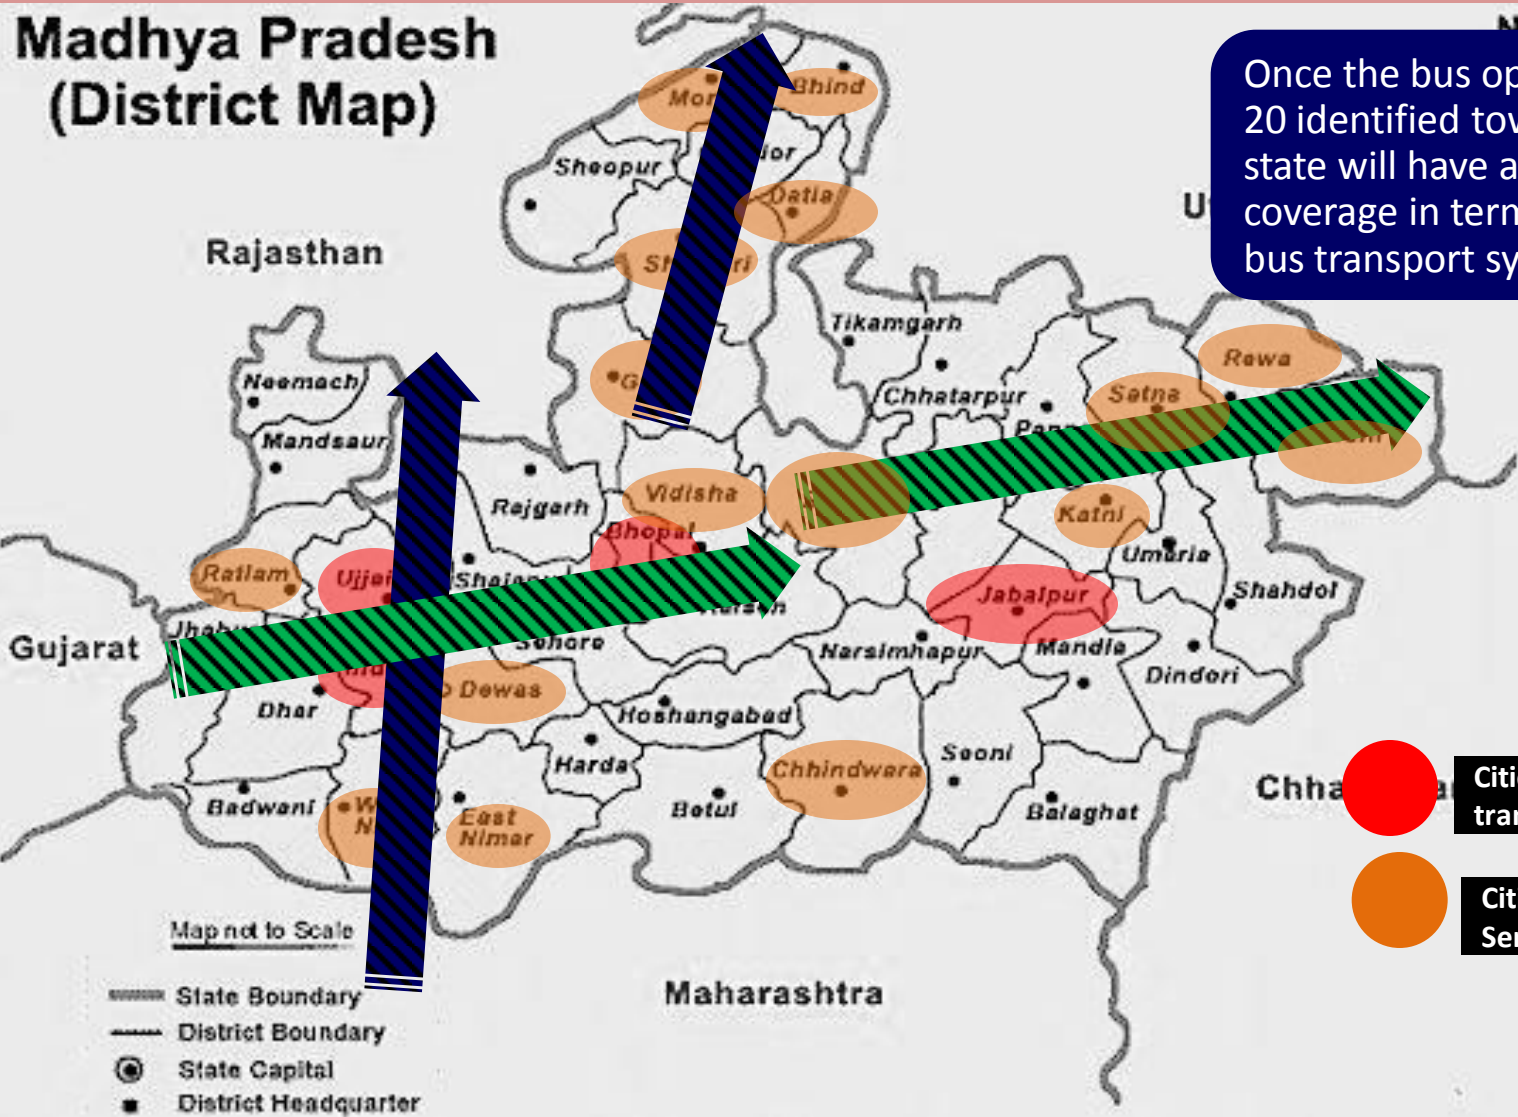 Madhya Pradesh
(District Map)
Once the bus op
20 identified tow
state will have a
coverage in term
bus transport sy
Bhind
Sheopur
Datia
Rajasthan
Tikamgarh
Rewa
Neemach
Chhatarpur
Satna
Mandsaur
Vidisha
Rajgarh
Katni
Bhopal
Umaria
Ratlam
Jabalpur
Shahdol
Gujarat
Narsimhapur
Mandla
Dindori
Dewas
Dhar
Hoshangabad
Seoni
Harda
Chhindwara
Badwani
East
Nimar
Betul
Balaghat
Map not to Scale
Maharashtra
State Boundary
District Boundary
State Capital
District Headquarter